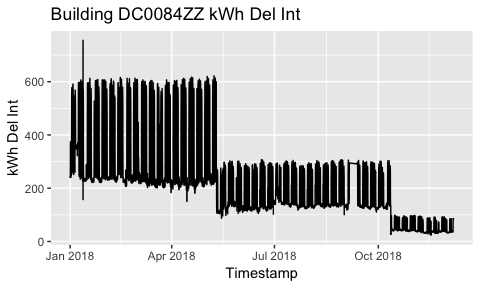 Building DC0084ZZ kWh Del Int
kWh Del Int
600
400
200
0
Jan 2018
Apr 2018
Jul 2018
Oct 2018
Timestamp